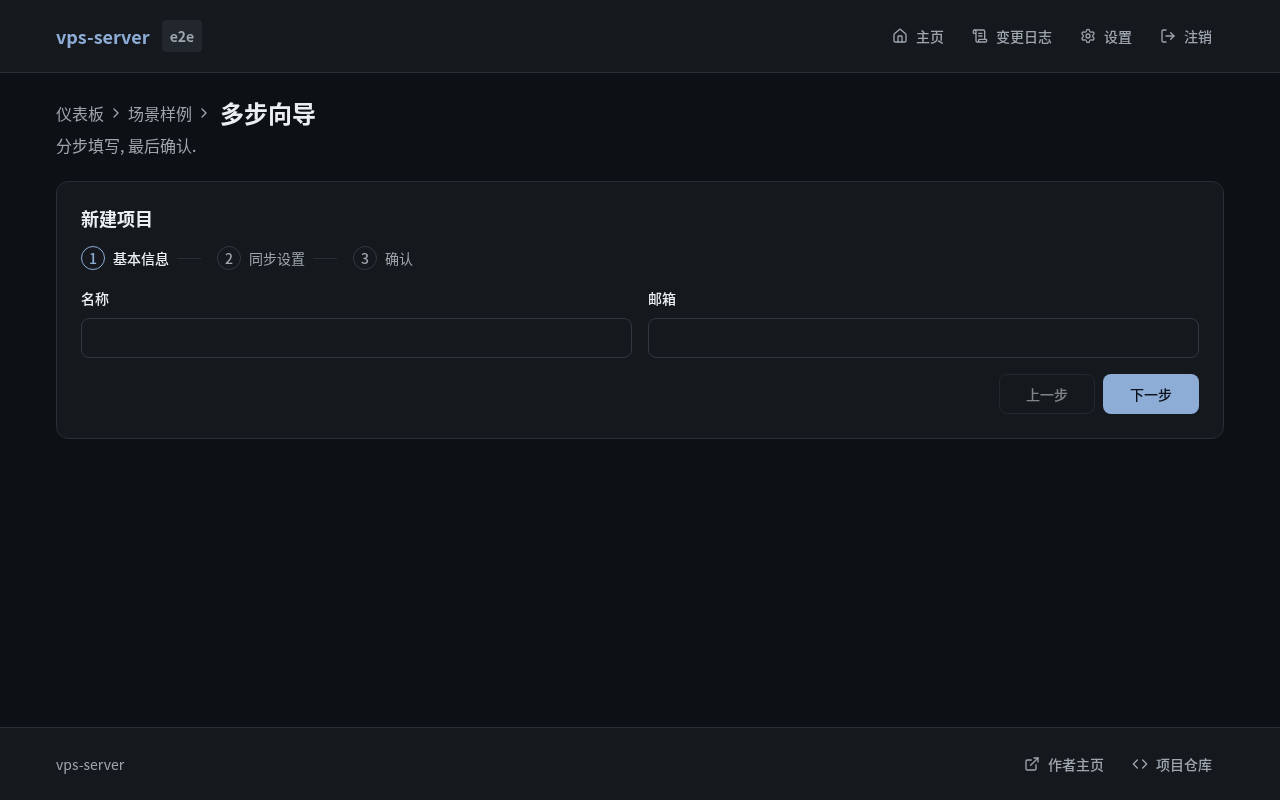 vps-server e2e 主页 变更日志 设置 注销
仪表板 场景样例 多步向导
分步填写, 最后确认.
新建项目
1 基本信息 2 同步设置 3 确认
名称 邮箱
上一步 下一步
vps-server 作者主页 项目仓库